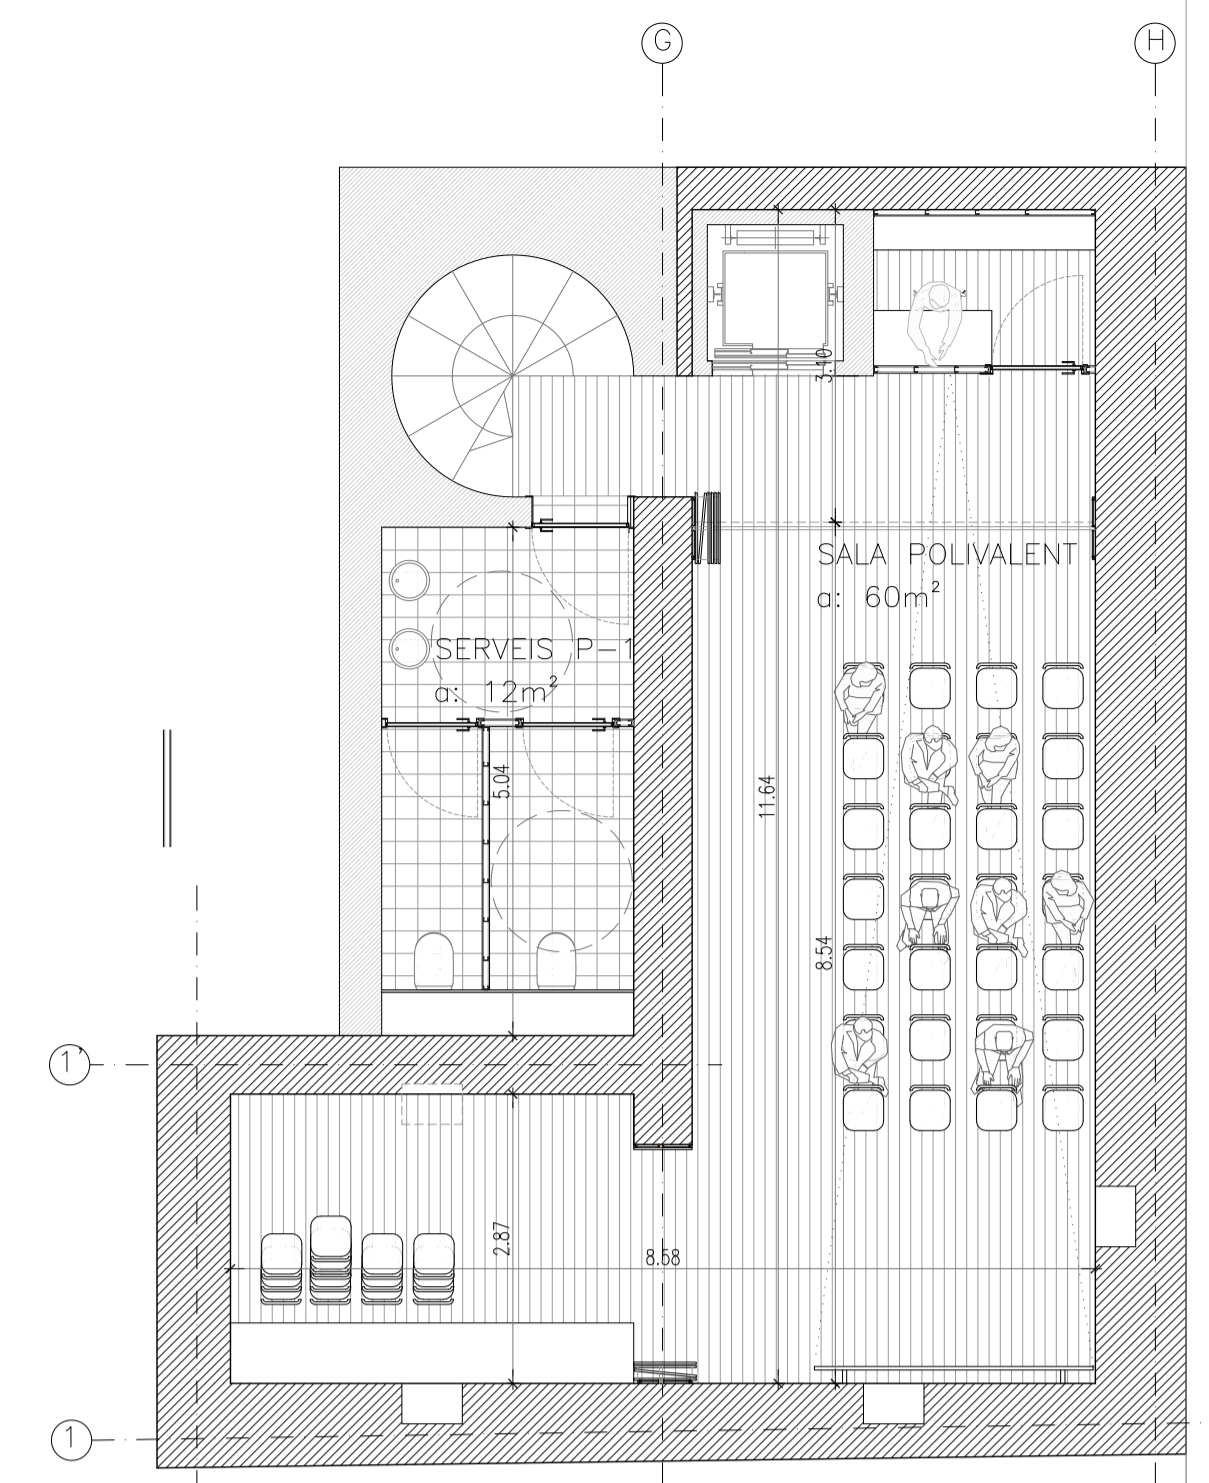 G
H
3.10
SALA POLIVALENT
a: 60m²
SERVEIS P-1
a: 12m²
5.04
11.64
8.54
1'
2.87
8.58
1